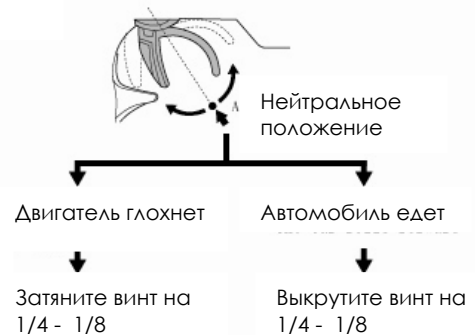 A
Нейтральное
положение
Двигатель глохнет
Автомобиль едет
Затяните винт на
1/4 - 1/8
Выкрутите винт на
1/4 - 1/8